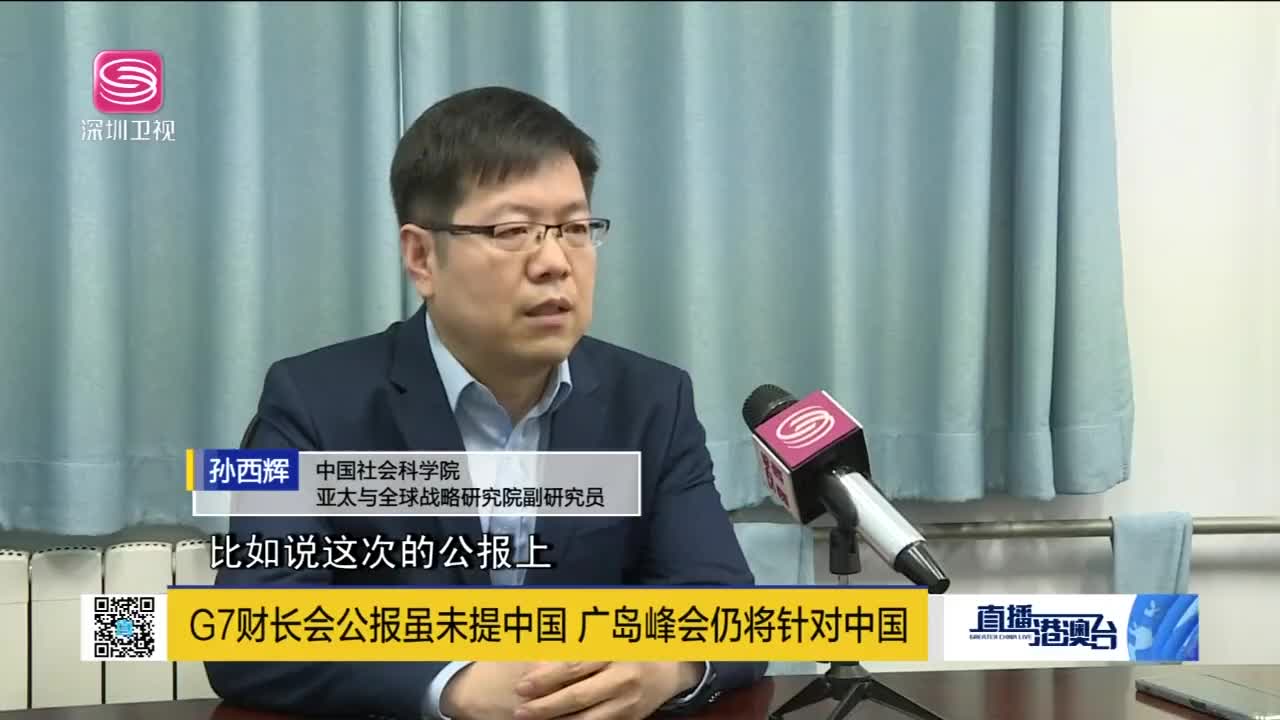 深圳卫视
孙西辉
中国社会科学院
亚太与全球战略研究院副研究员
比如说这次的公报上
G7财长会公报虽未提中国 广岛峰会仍将针对中国
直播港澳台
GREATER CHINA LIVE